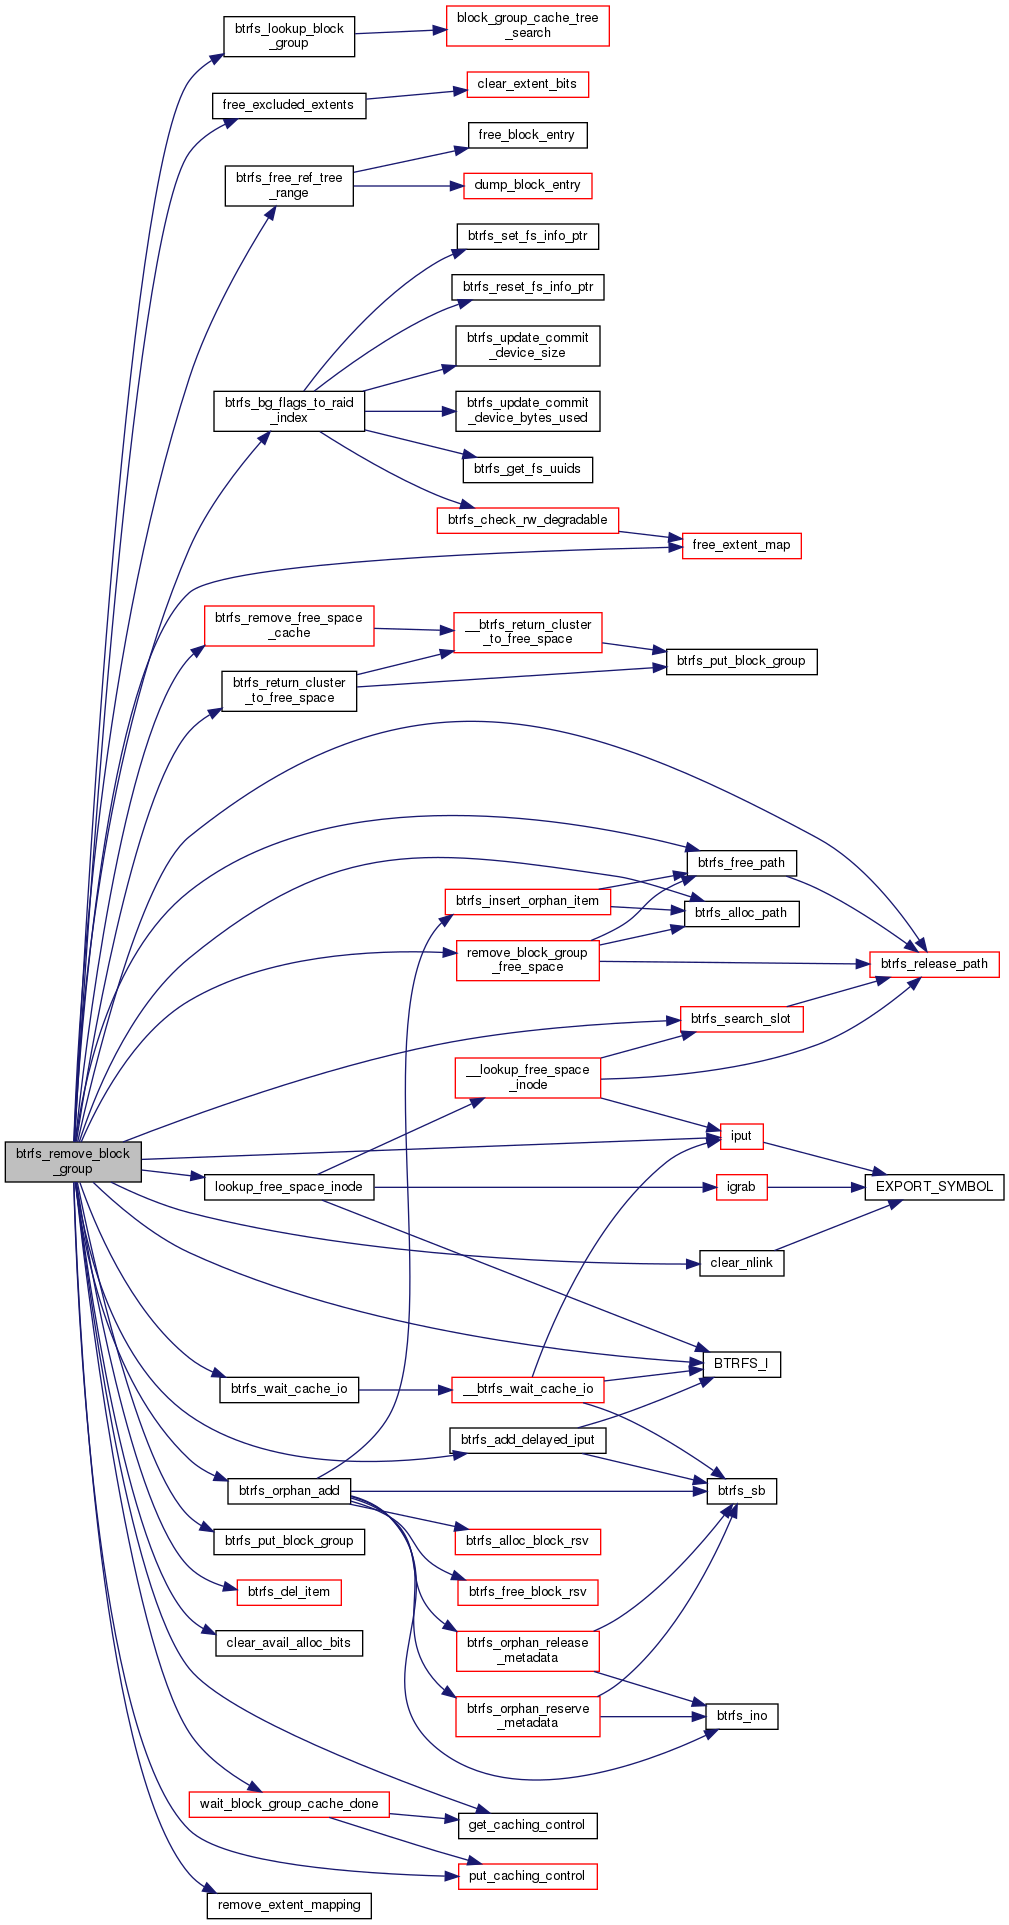 btrfs_lookup_block
_group
block_group_cache_tree
_search
clear_extent_bits
free_excluded_extents
free_block_entry
btrfs_free_ref_tree
_range
dump_block_entry
btrfs_set_fs_info_ptr
btrfs_reset_fs_info_ptr
btrfs_update_commit
_device_size
btrfs_bg_flags_to_raid
_index
btrfs_update_commit
_device_bytes_used
btrfs_get_fs_uuids
btrfs_check_rw_degradable
free_extent_map
btrfs_remove_free_space
_cache
__btrfs_return_cluster
_to_free_space
btrfs_put_block_group
btrfs_return_cluster
_to_free_space
btrfs_free_path
btrfs_insert_orphan_item
btrfs_alloc_path
remove_block_group
_free_space
btrfs_release_path
btrfs_search_slot
__lookup_free_space
_inode
iput
btrfs_remove_block
_group
lookup_free_space_inode
igrab
EXPORT_SYMBOL
clear_nlink
BTRFS_I
btrfs_wait_cache_io
__btrfs_wait_cache_io
btrfs_add_delayed_iput
btrfs_orphan_add
btrfs_sb
btrfs_put_block_group
btrfs_alloc_block_rsv
btrfs_del_item
btrfs_free_block_rsv
clear_avail_alloc_bits
btrfs_orphan_release
_metadata
btrfs_orphan_reserve
_metadata
btrfs_ino
wait_block_group_cache_done
get_caching_control
put_caching_control
remove_extent_mapping